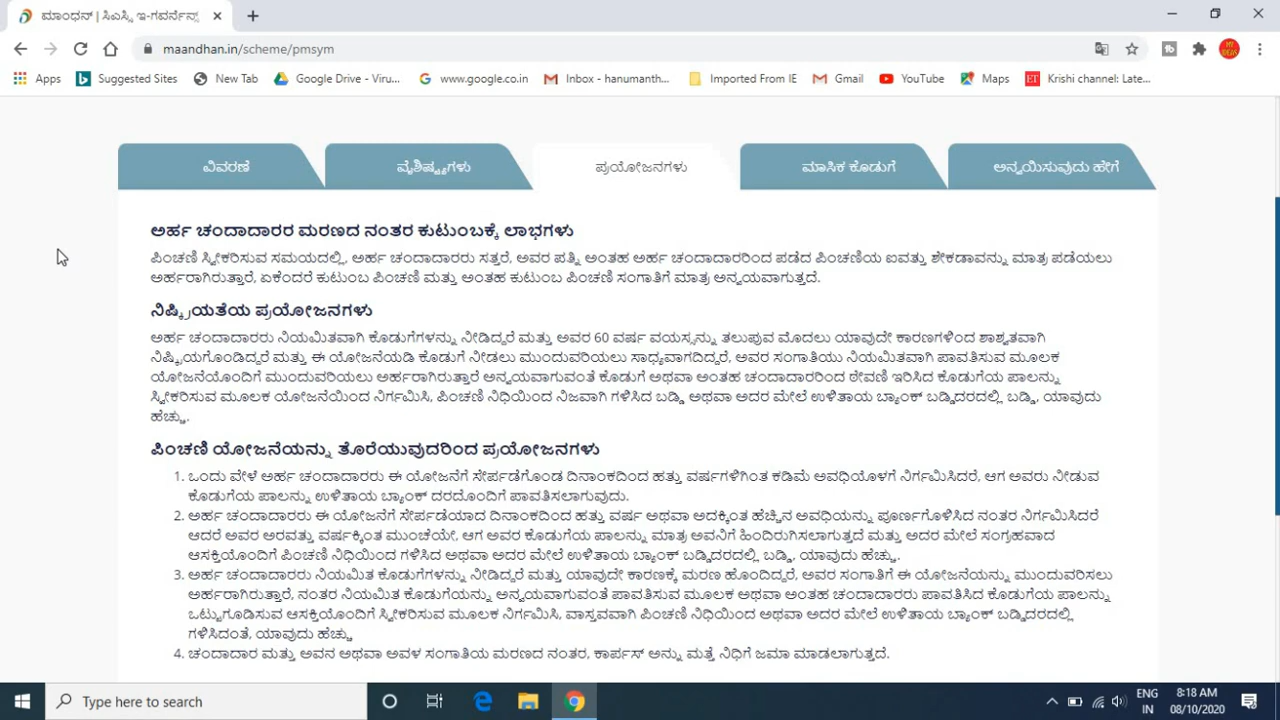 ಮಾಂಧನ್ | ಸಿಎಸ್ಸಿ ಇ-ಗವರ್ನೆನ್ಸ್
maandhan.in/scheme/pmsym
Apps Suggested Sites New Tab Google Drive - Viru... www.google.co.in Inbox - hanumanth... Imported From IE Gmail YouTube Maps ET Krishi channel: Late...
ವಿವರಣೆ ವೈಶಿಷ್ಟ್ಯಗಳು ಪ್ರಯೋಜನಗಳು ಮಾಸಿಕ ಕೊಡುಗೆ ಅನ್ವಯಿಸುವುದು ಹೇಗೆ
ಅರ್ಹ ಚಂದಾದಾರರ ಮರಣದ ನಂತರ ಕುಟುಂಬಕ್ಕೆ ಲಾಭಗಳು
ಪಿಂಚಣಿ ಸ್ವೀಕರಿಸುವ ಸಮಯದಲ್ಲಿ, ಅರ್ಹ ಚಂದಾದಾರರು ಸತ್ತರೆ, ಅವರ ಪತ್ನಿ ಅಂತಹ ಅರ್ಹ ಚಂದಾದಾರರಿಂದ ಪಡೆದ ಪಿಂಚಣಿಯ ಐವತ್ತು ಶೇಕಡಾವನ್ನು ಮಾತ್ರ ಪಡೆಯಲು
ಅರ್ಹರಾಗಿರುತ್ತಾರೆ, ಏಕೆಂದರೆ ಕುಟುಂಬ ಪಿಂಚಣಿ ಮತ್ತು ಅಂತಹ ಕುಟುಂಬ ಪಿಂಚಣಿ ಸಂಗಾತಿಗೆ ಮಾತ್ರ ಅನ್ವಯವಾಗುತ್ತದೆ.
ನಿಷ್ಕ್ರಿಯತೆಯ ಪ್ರಯೋಜನಗಳು
ಅರ್ಹ ಚಂದಾದಾರರು ನಿಯಮಿತವಾಗಿ ಕೊಡುಗೆಗಳನ್ನು ನೀಡಿದ್ದರೆ ಮತ್ತು ಅವರ 60 ವರ್ಷ ವಯಸ್ಸನ್ನು ತಲುಪುವ ಮೊದಲು ಯಾವುದೇ ಕಾರಣಗಳಿಂದ ಶಾಶ್ವತವಾಗಿ
ನಿಷ್ಕ್ರಿಯಗೊಂಡಿದ್ದರೆ ಮತ್ತು ಈ ಯೋಜನೆಯಡಿ ಕೊಡುಗೆ ನೀಡಲು ಮುಂದುವರಿಯಲು ಸಾಧ್ಯವಾಗದಿದ್ದರೆ, ಅವರ ಸಂಗಾತಿಯು ನಿಯಮಿತವಾಗಿ ಪಾವತಿಸುವ ಮೂಲಕ
ಯೋಜನೆಯೊಂದಿಗೆ ಮುಂದುವರಿಯಲು ಅರ್ಹರಾಗಿರುತ್ತಾರೆ ಅನ್ವಯವಾಗುವಂತೆ ಕೊಡುಗೆ ಅಥವಾ ಅಂತಹ ಚಂದಾದಾರರಿಂದ ಠೇವಣಿ ಇರಿಸಿದ ಕೊಡುಗೆಯ ಪಾಲನ್ನು
ಸ್ವೀಕರಿಸುವ ಮೂಲಕ ಯೋಜನೆಯಿಂದ ನಿರ್ಗಮಿಸಿ, ಪಿಂಚಣಿ ನಿಧಿಯಿಂದ ನಿಜವಾಗಿ ಗಳಿಸಿದ ಬಡ್ಡಿ ಅಥವಾ ಅದರ ಮೇಲೆ ಉಳಿತಾಯ ಬ್ಯಾಂಕ್ ಬಡ್ಡಿದರದಲ್ಲಿ ಬಡ್ಡಿ, ಯಾವುದು
ಹೆಚ್ಚು.
ಪಿಂಚಣಿ ಯೋಜನೆಯನ್ನು ತೊರೆಯುವುದರಿಂದ ಪ್ರಯೋಜನಗಳು
1. ಒಂದು ವೇಳೆ ಅರ್ಹ ಚಂದಾದಾರರು ಈ ಯೋಜನೆಗೆ ಸೇರ್ಪಡೆಗೊಂಡ ದಿನಾಂಕದಿಂದ ಹತ್ತು ವರ್ಷಗಳಿಗಿಂತ ಕಡಿಮೆ ಅವಧಿಯೊಳಗೆ ನಿರ್ಗಮಿಸಿದರೆ, ಆಗ ಅವರು ನೀಡುವ
ಕೊಡುಗೆಯ ಪಾಲನ್ನು ಉಳಿತಾಯ ಬ್ಯಾಂಕ್ ದರದೊಂದಿಗೆ ಪಾವತಿಸಲಾಗುವುದು.
2. ಅರ್ಹ ಚಂದಾದಾರರು ಈ ಯೋಜನೆಗೆ ಸೇರ್ಪಡೆಯಾದ ದಿನಾಂಕದಿಂದ ಹತ್ತು ವರ್ಷ ಅಥವಾ ಅದಕ್ಕಿಂತ ಹೆಚ್ಚಿನ ಅವಧಿಯನ್ನು ಪೂರ್ಣಗೊಳಿಸಿದ ನಂತರ ನಿರ್ಗಮಿಸಿದರೆ
ಆದರೆ ಅವರ ಅರವತ್ತು ವರ್ಷಕ್ಕಿಂತ ಮುಂಚೆಯೇ, ಆಗ ಅವರ ಕೊಡುಗೆಯ ಪಾಲನ್ನು ಮಾತ್ರ ಅವನಿಗೆ ಹಿಂದಿರುಗಿಸಲಾಗುತ್ತದೆ ಮತ್ತು ಅದರ ಮೇಲೆ ಸಂಗ್ರಹವಾದ
ಆಸಕ್ತಿಯೊಂದಿಗೆ ಪಿಂಚಣಿ ನಿಧಿಯಿಂದ ಗಳಿಸಿದ ಅಥವಾ ಅದರ ಮೇಲೆ ಉಳಿತಾಯ ಬ್ಯಾಂಕ್ ಬಡ್ಡಿದರದಲ್ಲಿ ಬಡ್ಡಿ, ಯಾವುದು ಹೆಚ್ಚು.
3. ಅರ್ಹ ಚಂದಾದಾರರು ನಿಯಮಿತ ಕೊಡುಗೆಗಳನ್ನು ನೀಡಿದ್ದರೆ ಮತ್ತು ಯಾವುದೇ ಕಾರಣಕ್ಕೆ ಮರಣ ಹೊಂದಿದ್ದರೆ, ಅವರ ಸಂಗಾತಿಗೆ ಈ ಯೋಜನೆಯನ್ನು ಮುಂದುವರಿಸಲು
ಅರ್ಹರಾಗಿರುತ್ತಾರೆ, ನಂತರ ನಿಯಮಿತ ಕೊಡುಗೆಯನ್ನು ಅನ್ವಯವಾಗುವಂತೆ ಪಾವತಿಸುವ ಮೂಲಕ ಅಥವಾ ಅಂತಹ ಚಂದಾದಾರರು ಪಾವತಿಸಿದ ಕೊಡುಗೆಯ ಪಾಲನ್ನು
ಒಟ್ಟುಗೂಡಿಸುವ ಆಸಕ್ತಿಯೊಂದಿಗೆ ಸ್ವೀಕರಿಸುವ ಮೂಲಕ ನಿರ್ಗಮಿಸಿ, ವಾಸ್ತವವಾಗಿ ಪಿಂಚಣಿ ನಿಧಿಯಿಂದ ಅಥವಾ ಅದರ ಮೇಲೆ ಉಳಿತಾಯ ಬ್ಯಾಂಕ್ ಬಡ್ಡಿದರದಲ್ಲಿ
ಗಳಿಸಿದಂತೆ, ಯಾವುದು ಹೆಚ್ಚು
4. ಚಂದಾದಾರ ಮತ್ತು ಅವನ ಅಥವಾ ಅವಳ ಸಂಗಾತಿಯ ಮರಣದ ನಂತರ, ಕಾರ್ಪಸ್ ಅನ್ನು ಮತ್ತೆ ನಿಧಿಗೆ ಜಮಾ ಮಾಡಲಾಗುತ್ತದೆ.
Type here to search
ENG 8:18 AM
IN 08/10/2020